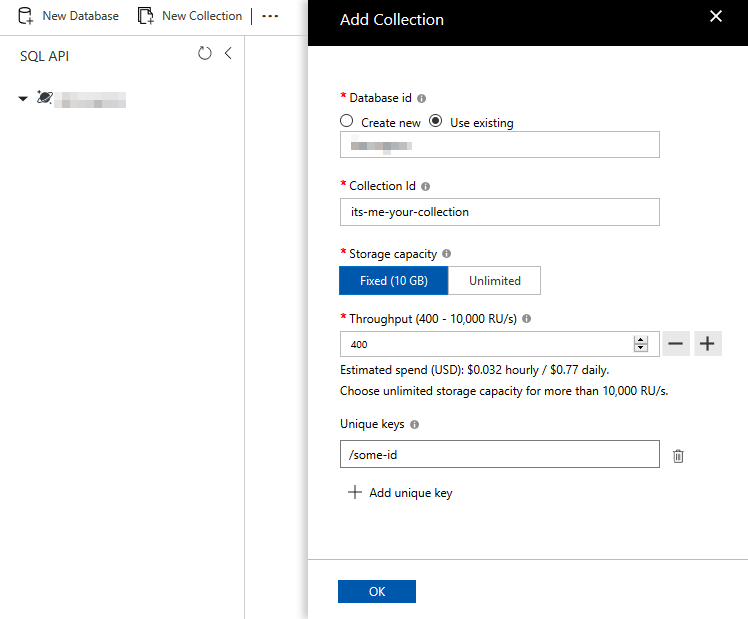 New Database
New Collection
SQL API
Add Collection
* Database id
Create new
Use existing
* Collection Id
its-me-your-collection
* Storage capacity
Fixed (10 GB)
Unlimited
* Throughput (400 - 10,000 RU/s)
400
Estimated spend (USD): $0.032 hourly / $0.77 daily.
Choose unlimited storage capacity for more than 10,000 RU/s.
Unique keys
/some-id
Add unique key
OK